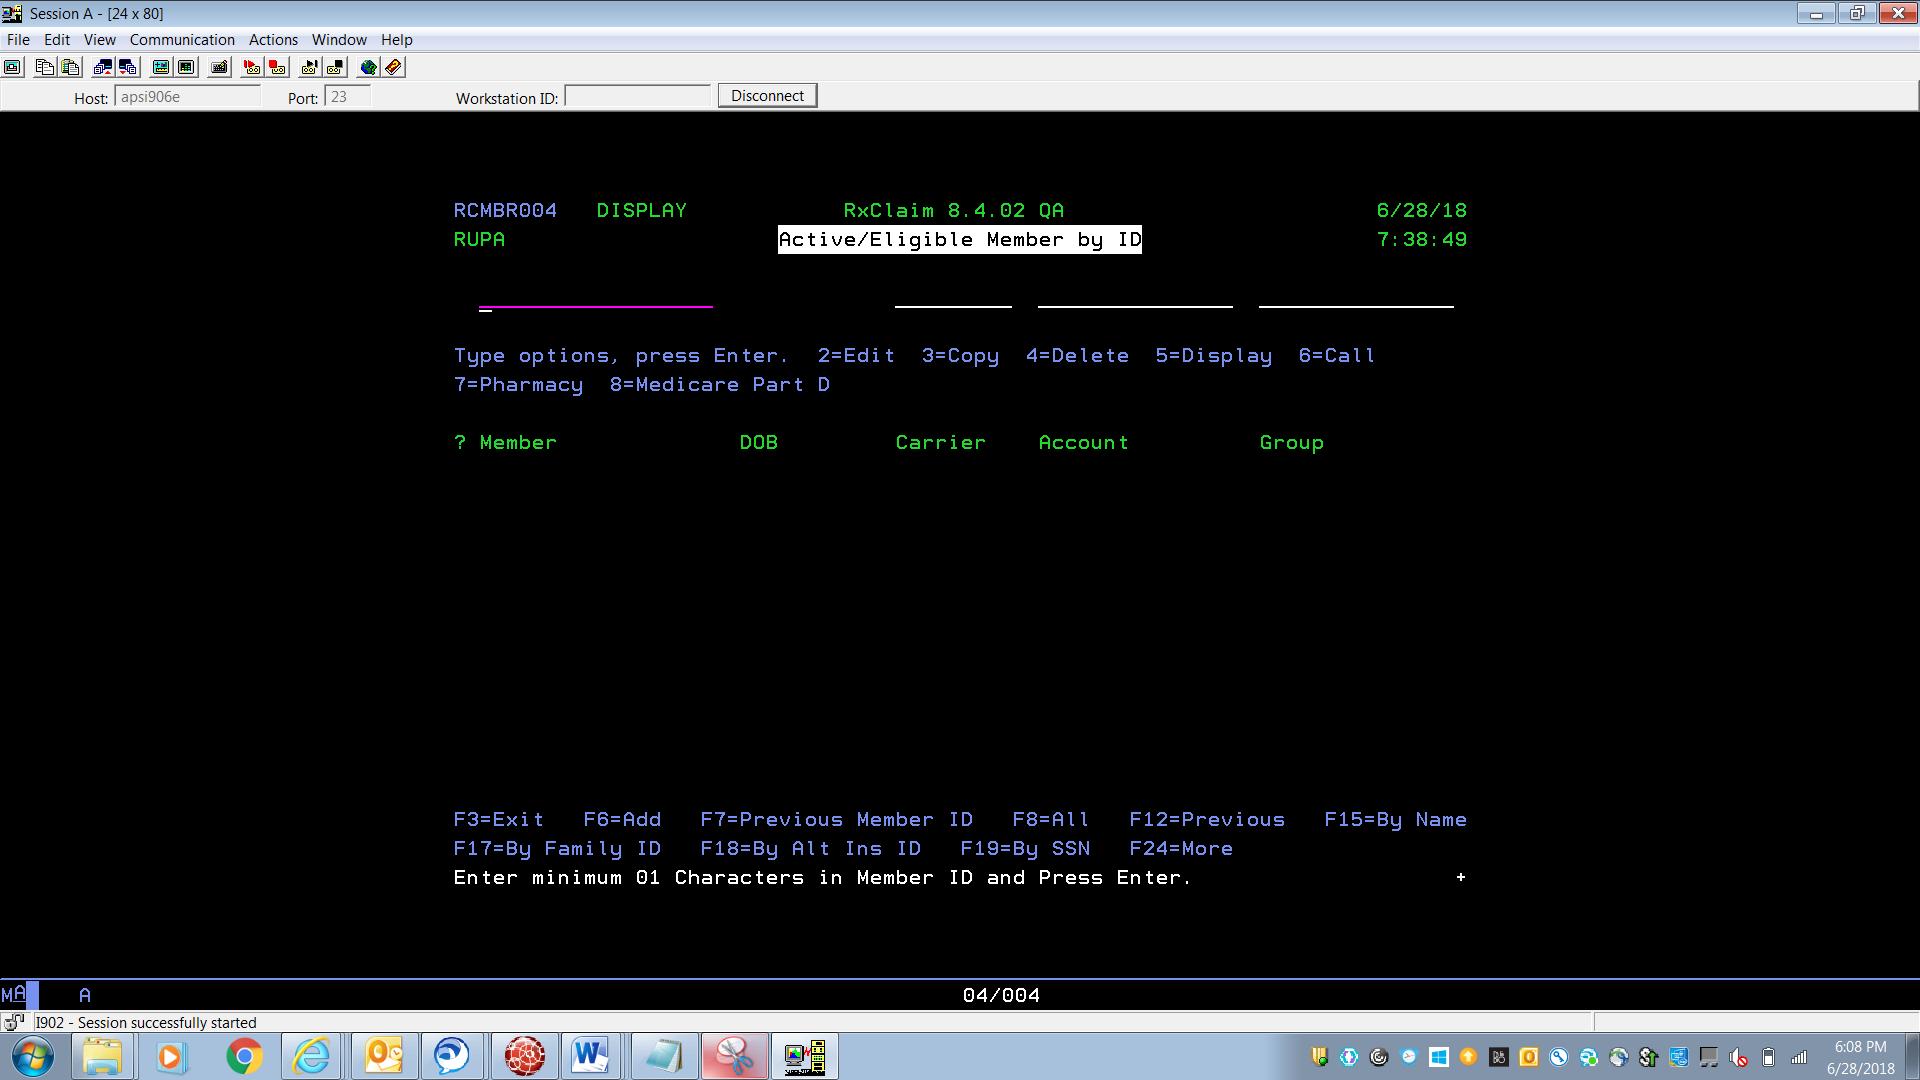 Session A - [24 x 80]
File Edit View Communication Actions Window Help
Host: apsi906e Port: 23 Workstation ID: Disconnect
RCMBR004 DISPLAY RxClaim 8.4.02 QA 6/28/18
RUPA Active/Eligible Member by ID 7:38:49
Type options, press Enter. 2=Edit 3=Copy 4=Delete 5=Display 6=Call
7=Pharmacy 8=Medicare Part D
? Member DOB Carrier Account Group
F3=Exit F6=Add F7=Previous Member ID F8=All F12=Previous F15=By Name
F17=By Family ID F18=By Alt Ins ID F19=By SSN F24=More
Enter minimum 01 Characters in Member ID and Press Enter. +
MA A 04/004
I902 - Session successfully started
6:08 PM
6/28/2018